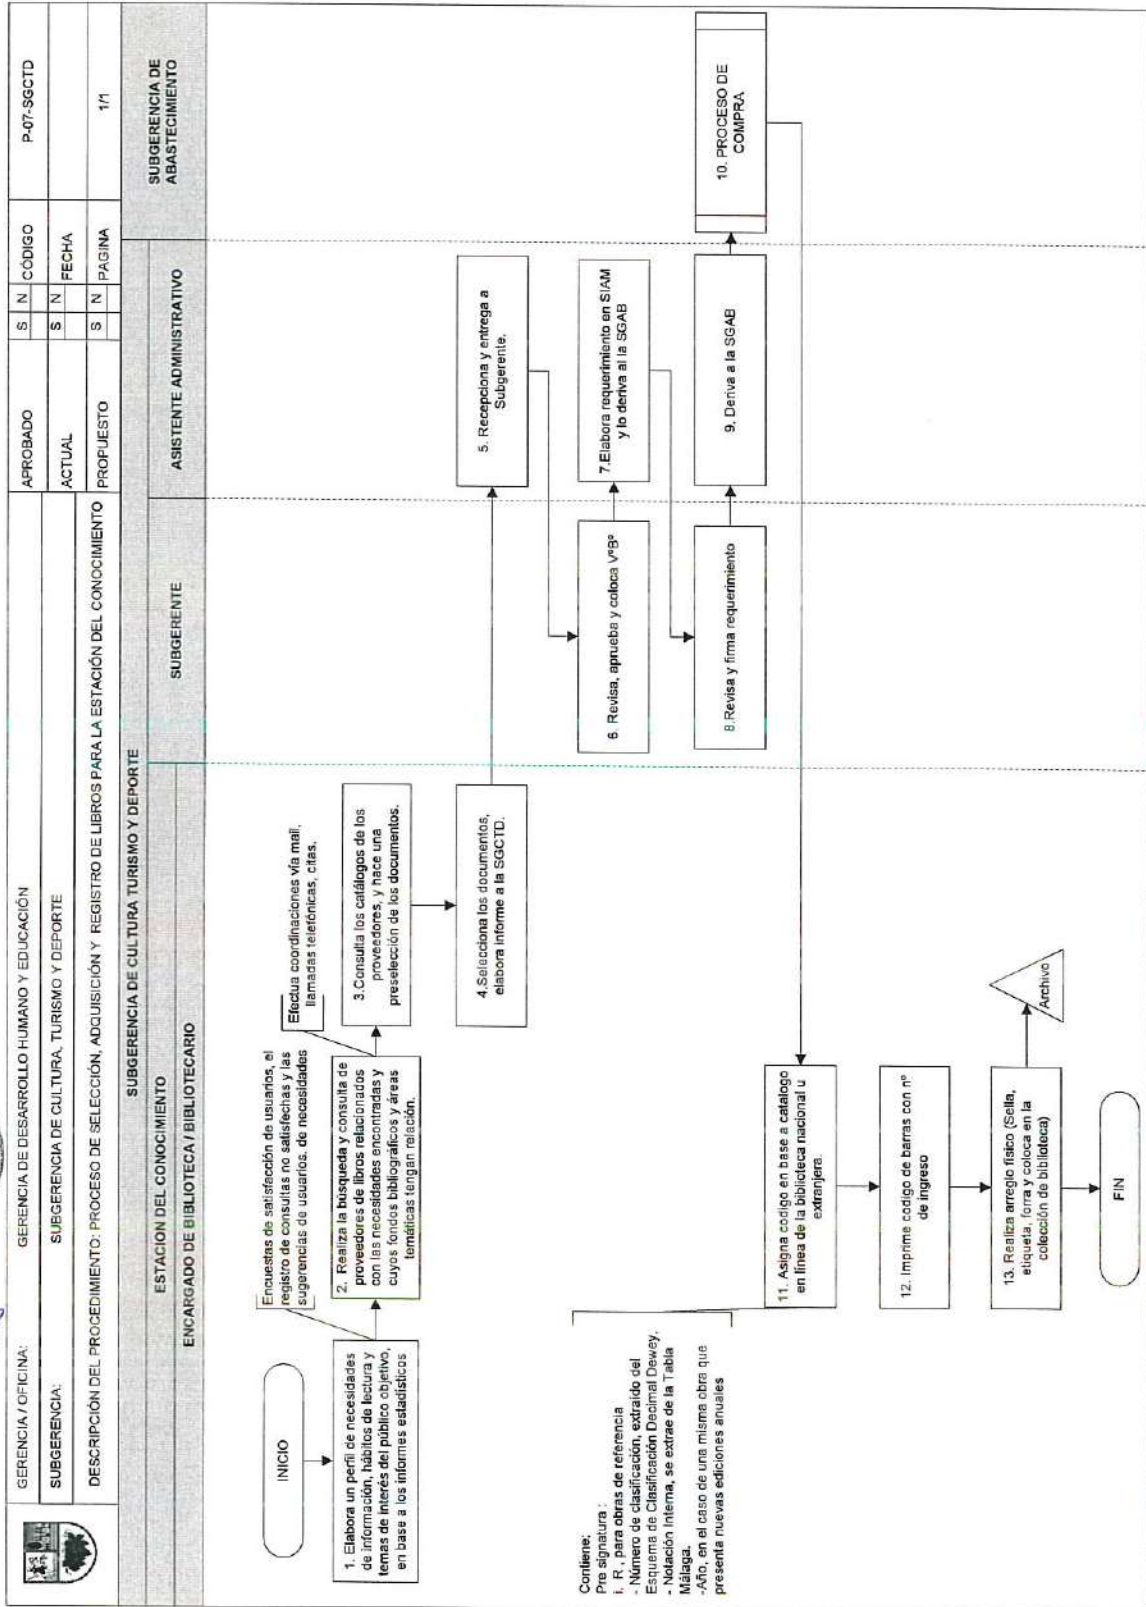 GERENCIA / OFICINA:
GERENCIA DE DESARROLLO HUMANO Y EDUCACIÓN
APROBADO
S N
CÓDIGO
P-07-SGCTD
SUBGERENCIA:
SUBGERENCIA DE CULTURA, TURISMO Y DEPORTE
ACTUAL
S N
FECHA
DESCRIPCIÓN DEL PROCEDIMIENTO: PROCESO DE SELECCIÓN, ADQUISICIÓN Y REGISTRO DE LIBROS PARA LA ESTACIÓN DEL CONOCIMIENTO
PROPUESTO
S N
PAGINA
1/1
SUBGERENCIA DE CULTURA TURISMO Y DEPORTE
SUBGERENCIA DE
ABASTECIMIENTO
ESTACION DEL CONOCIMIENTO
SUBGERENTE
ASISTENTE ADMINISTRATIVO
ENCARGADO DE BIBLIOTECA / BIBLIOTECARIO
INICIO
Encuestas de satisfacción de usuarios, el
registro de consultas no satisfechas y las
sugerencias de usuarios, de necesidades
Efectua coordinaciones vía mail,
llamadas telefónicas, citas.
1. Elabora un perfil de necesidades
de información, hábitos de lectura y
temas de interés del público objetivo,
en base a los informes estadísticos
2. Realiza la búsqueda y consulta de
proveedores de libros relacionados
con las necesidades encontradas y
cuyos fondos bibliográficos y áreas
temáticas tengan relación.
3.Consulta los catálogos de los
proveedores, y hace una
preselección de los documentos.
4.Selecciona los documentos,
elabora informe a la SGCTD.
5. Recepciona y entrega a
Subgerente.
6. Revisa, aprueba y coloca VºBº
7.Elabora requerimiento en SIAM
y lo deriva al la SGAB
8.Revisa y firma requerimiento
9. Deriva a la SGAB
10. PROCESO DE
COMPRA
Contiene;
Pre signatura :
i. R , para obras de referencia
- Número de clasificación, extraido del
Esquema de Clasificación Decimal Dewey,
- Notación Interna, se extrae de la Tabla
Málaga.
-Año, en el caso de una misma obra que
presenta nuevas ediciones anuales
11. Asigna codigo en base a catalogo
en línea de la biblioteca nacional u
extranjera.
12. Imprime codigo de barras con nº
de ingreso
13. Realiza arreglo físico (Sella,
etiqueta, forra y coloca en la
colección de biblioteca)
Archivo
FIN